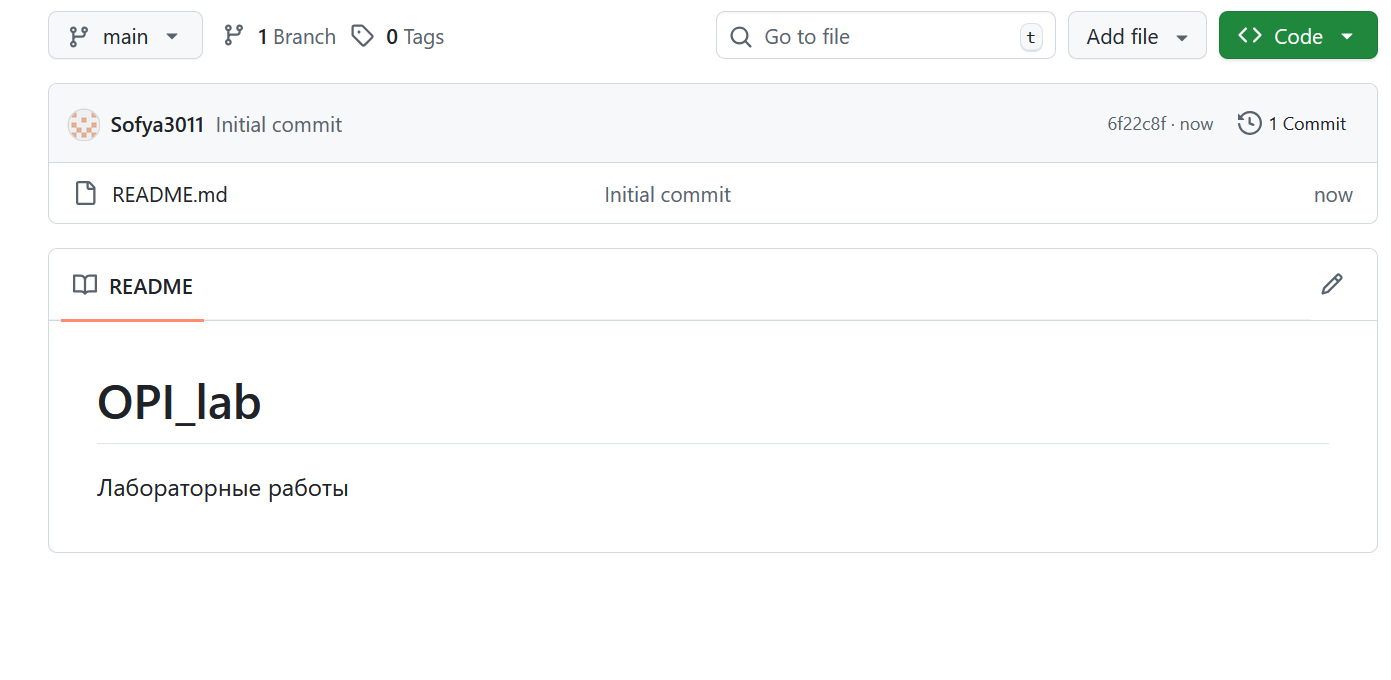 main 1 Branch 0 Tags Go to file t Add file Code
Sofya3011 Initial commit 6f22c8f · now 1 Commit
README.md Initial commit now
README
OPI_lab
Лабораторные работы